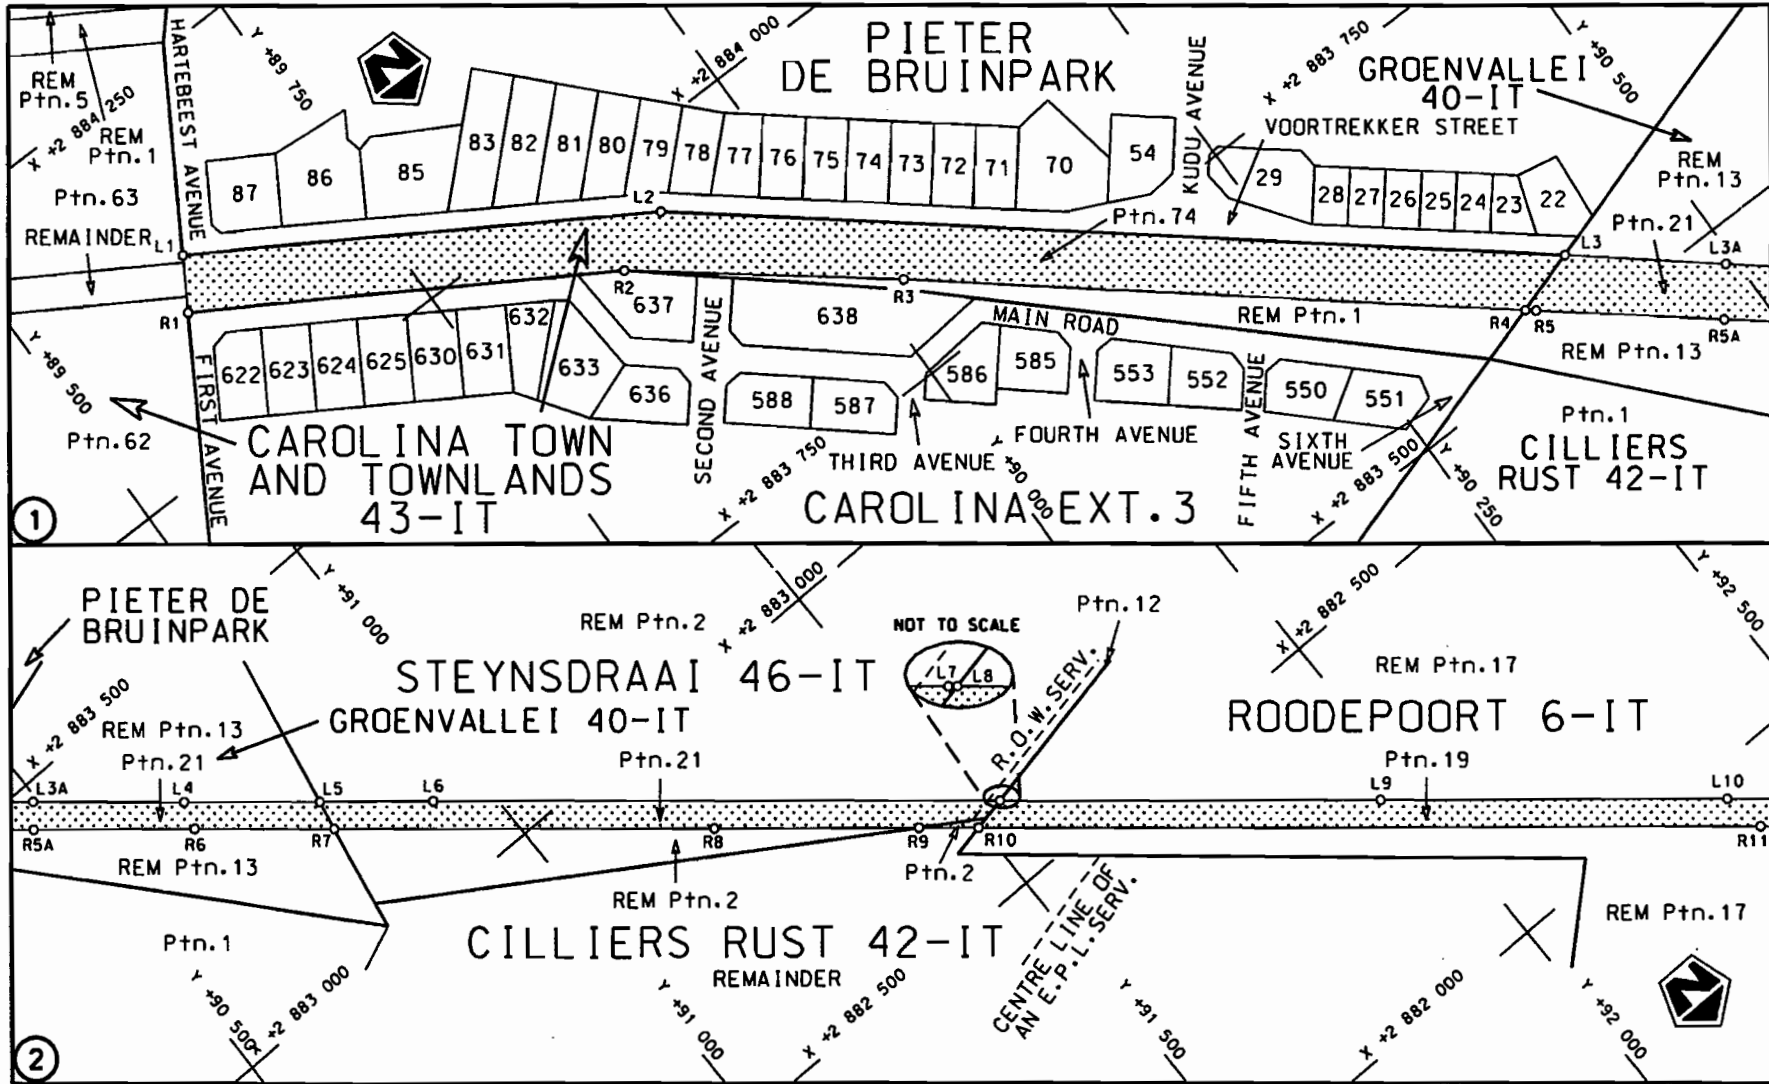 HARTEBEEST AVENUE
Y +89 750
X +2 884 000
PIETER
DE BRUINPARK
KUDU AVENUE
X +2 883 750
GROENVALLEI
40-IT
Y +90 500
REM
Ptn.5
X +2 884 250
REM
Ptn.1
VOORTREKKER STREET
REM
Ptn.13
Ptn.63
87
86
85
83
82
81
80
79
78
77
76
75
74
73
72
71
70
54
29
28
27
26
25
24
23
22
Ptn.21
REMAINDER
L1
L2
Ptn.74
L3
L3A
R1
R2
R3
R4
R5
R5A
637
638
MAIN ROAD
REM Ptn.1
REM Ptn.13
Y +89 500
FIRST AVENUE
622
623
624
625
630
631
632
633
636
SECOND AVENUE
588
587
586
585
553
552
FIFTH AVENUE
550
551
Ptn.62
CAROLINA TOWN
AND TOWNLANDS
43-IT
X +2 883 750
THIRD AVENUE
FOURTH AVENUE
Y +90 000
SIXTH
AVENUE
X +2 883 500
Y +90 250
Ptn.1
CILLIERS
RUST 42-IT
CAROLINA EXT.3
1
PIETER DE
BRUINPARK
Y +91 000
REM Ptn.2
X +2 883 000
NOT TO SCALE
Ptn.12
X +2 882 500
Y +92 500
STEYNSDRAAI 46-IT
L7
L8
R.O.W.SERV.
REM Ptn.17
X +2 883 500
REM Ptn.13
GROENVALLEI 40-IT
ROODEPOORT 6-IT
Ptn.21
Ptn.21
Ptn.19
L3A
L4
L5
L6
L9
L10
R5A
R6
R7
R8
R9
R10
R11
REM Ptn.13
REM Ptn.2
Ptn.2
CENTRE LINE OF
AN E.P.L.SERV.
REM Ptn.17
Ptn.1
CILLIERS RUST 42-IT
REMAINDER
Y +90 500
X +2 883 000
Y +91 000
X +2 882 500
Y +91 500
X +2 882 000
Y +92 000
2